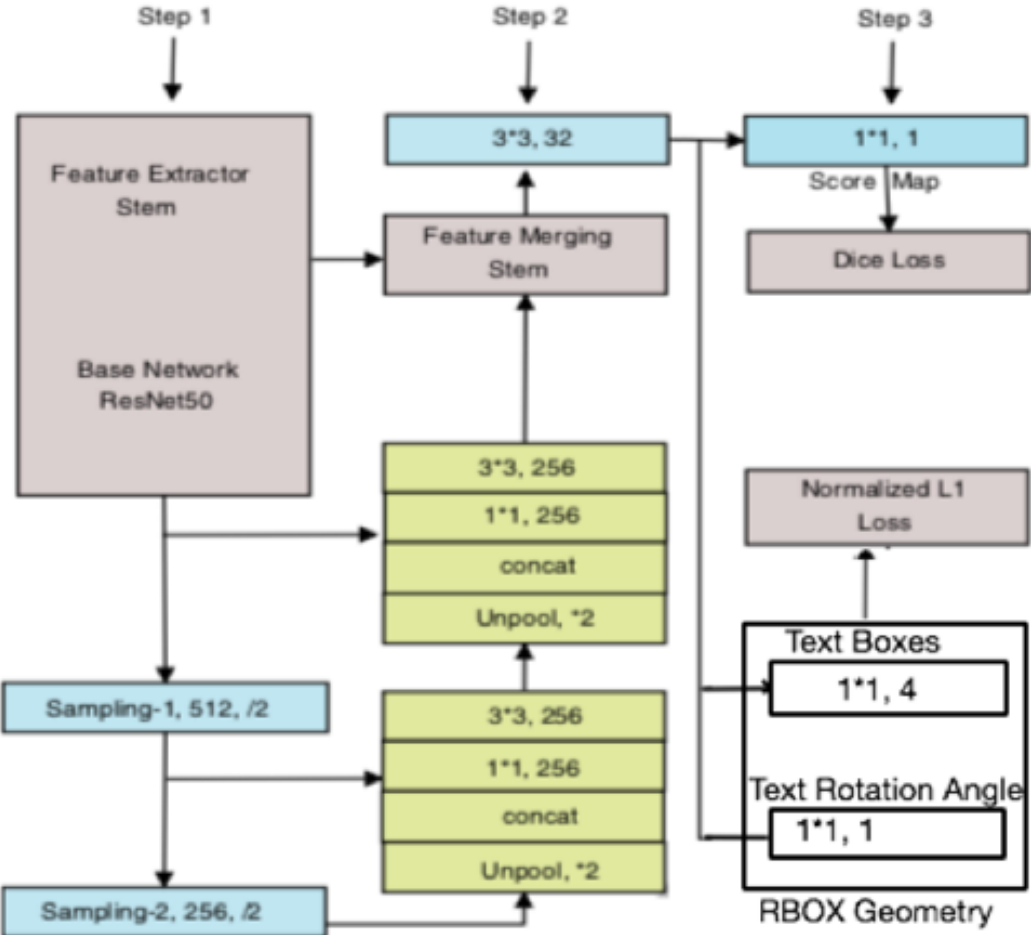 Step 1
Feature Extractor
Stem
Base Network
ResNet50
Sampling-1, 512, /2
Sampling-2, 256, /2
Step 2
3*3, 32
Feature Merging
Stem
3*3, 256
1*1, 256
concat
Unpool, *2
3*3, 256
1*1, 256
concat
Unpool, *2
Step 3
1*1, 1
Score Map
Dice Loss
Normalized L1
Loss
Text Boxes
1*1, 4
Text Rotation Angle
1*1, 1
RBOX Geometry